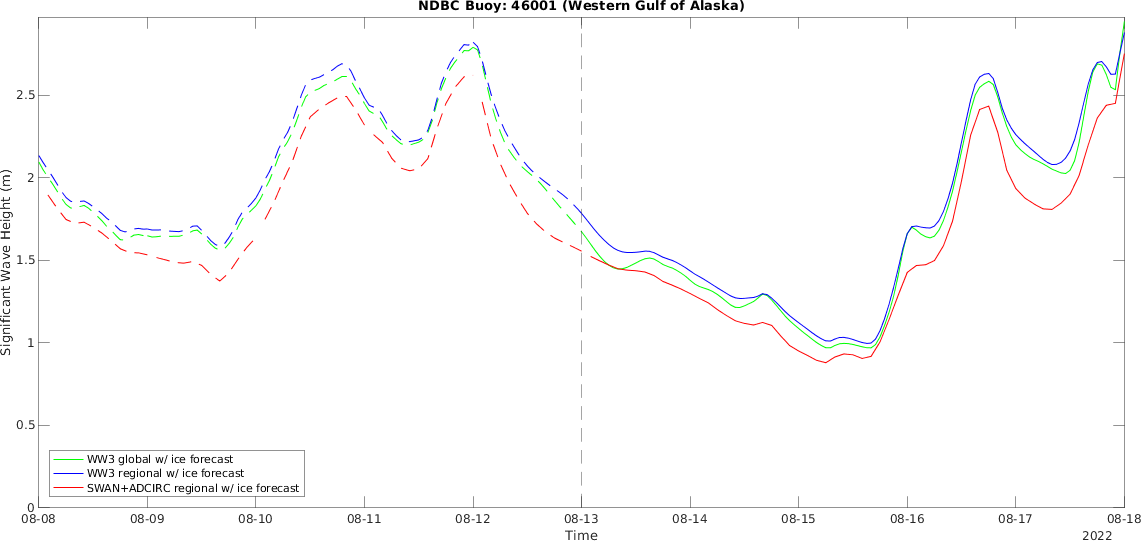 NDBC Buoy: 46001 (Western Gulf of Alaska)
Significant Wave Height (m)
2.5
2
1.5
1
0.5
0
WW3 global w/ ice forecast
WW3 regional w/ ice forecast
SWAN+ADCIRC regional w/ ice forecast
08-08 08-09 08-10 08-11 08-12 08-13 08-14 08-15 08-16 08-17 08-18
Time
2022